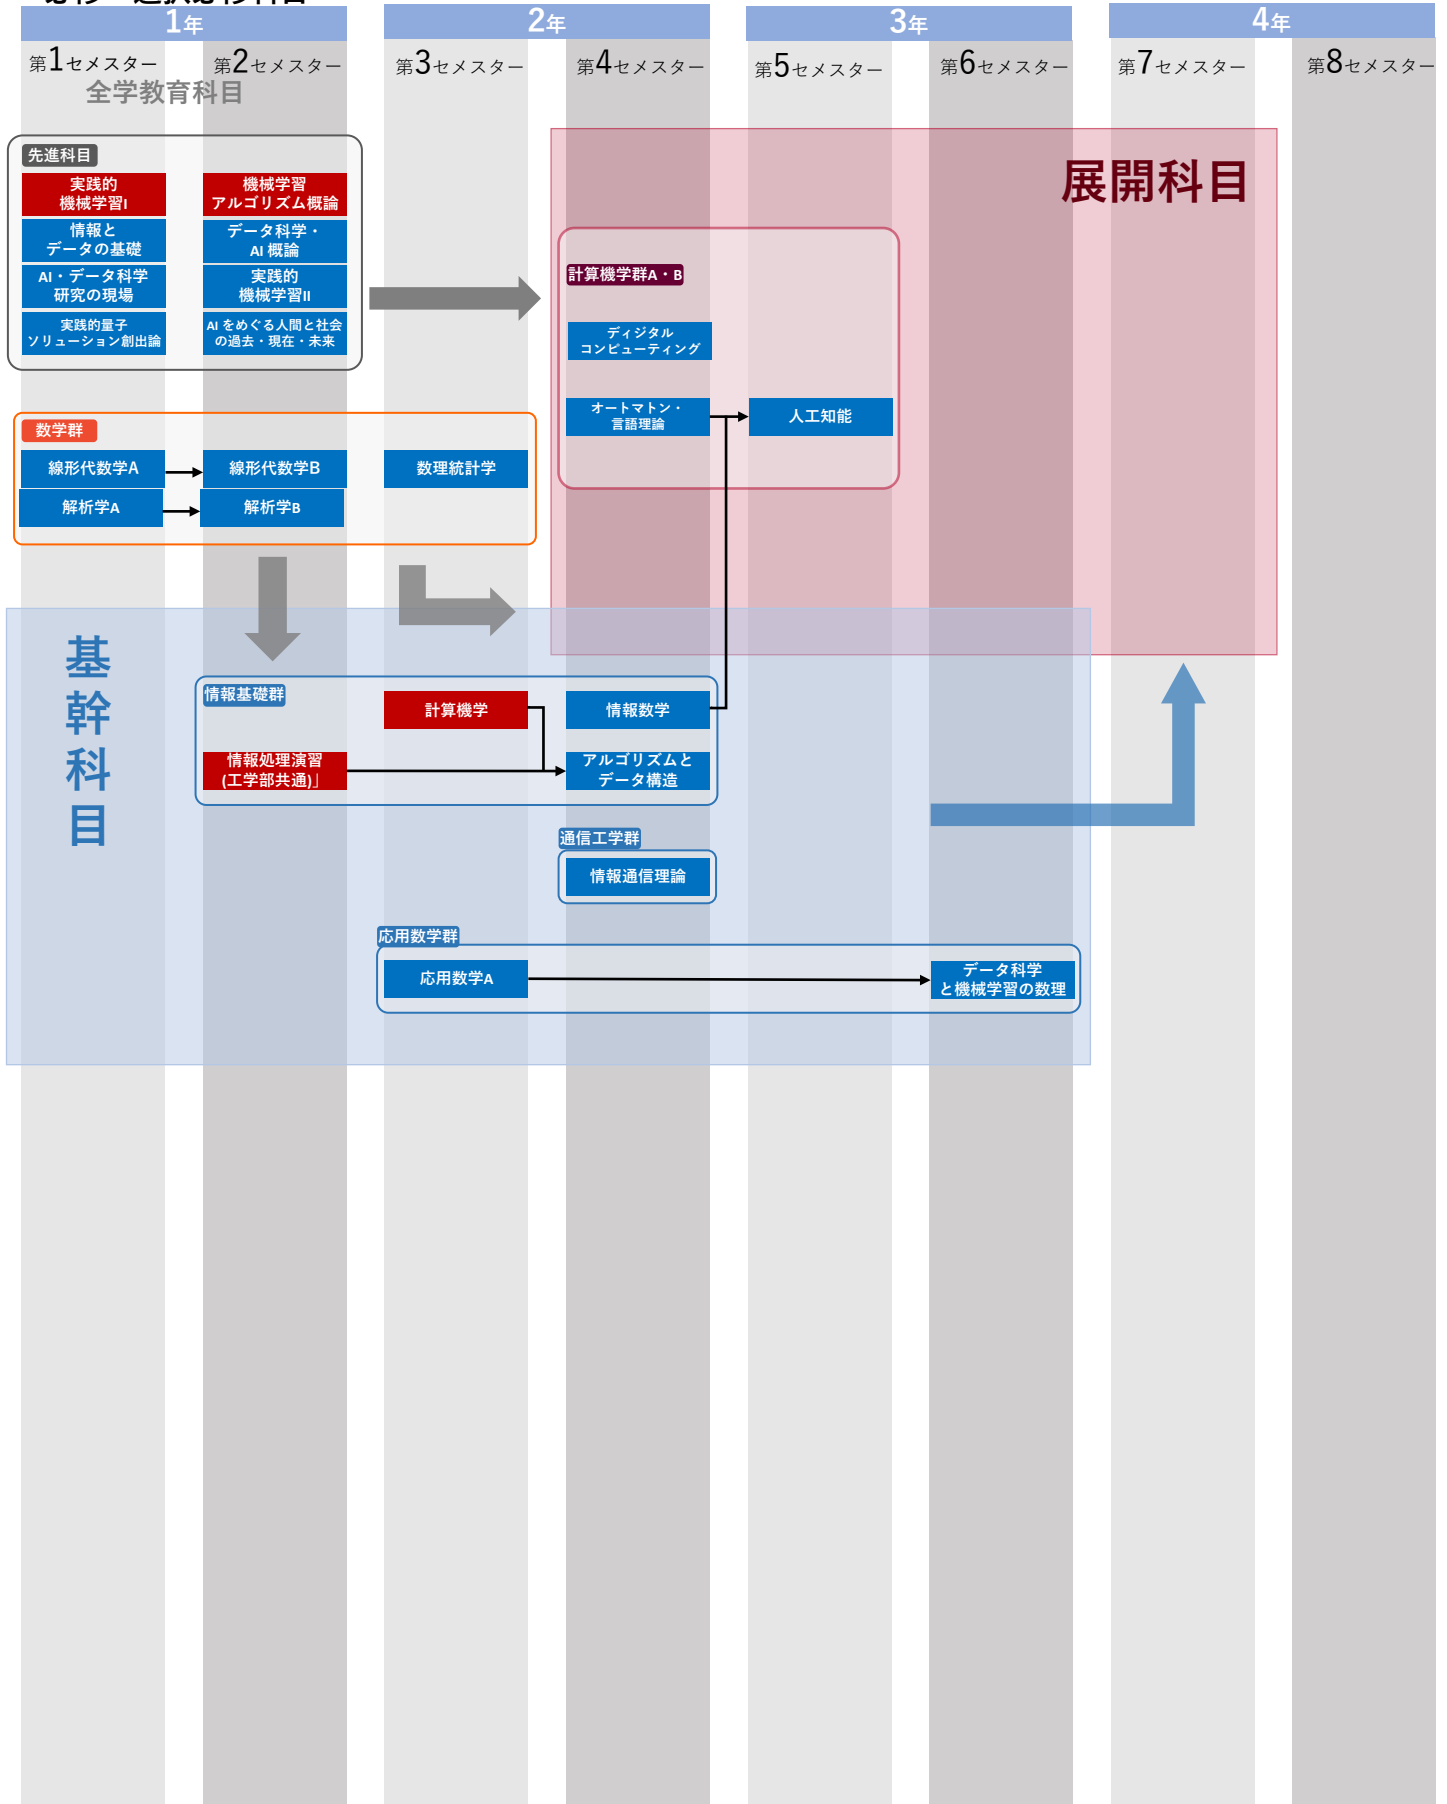 1年
2年
3年
4年
第1セメスター
第2セメスター
第3セメスター
第4セメスター
第5セメスター
第6セメスター
第7セメスター
第8セメスター
全学教育科目
先進科目
実践的
機械学習I
機械学習
アルゴリズム概論
情報と
データの基礎
データ科学・
AI 概論
AI・データ科学
研究の現場
実践的
機械学習II
実践的量子
ソリューション創出論
AI をめぐる人間と社会
の過去・現在・未来
展開科目
計算機学群A・B
ディジタル
コンピューティング
オートマトン・
言語理論
人工知能
数学群
線形代数学A
線形代数学B
数理統計学
解析学A
解析学B
基
幹
科
目
情報基礎群
計算機学
情報数学
情報処理演習
(工学部共通)」
アルゴリズムと
データ構造
通信工学群
情報通信理論
応用数学群
応用数学A
データ科学
と機械学習の数理